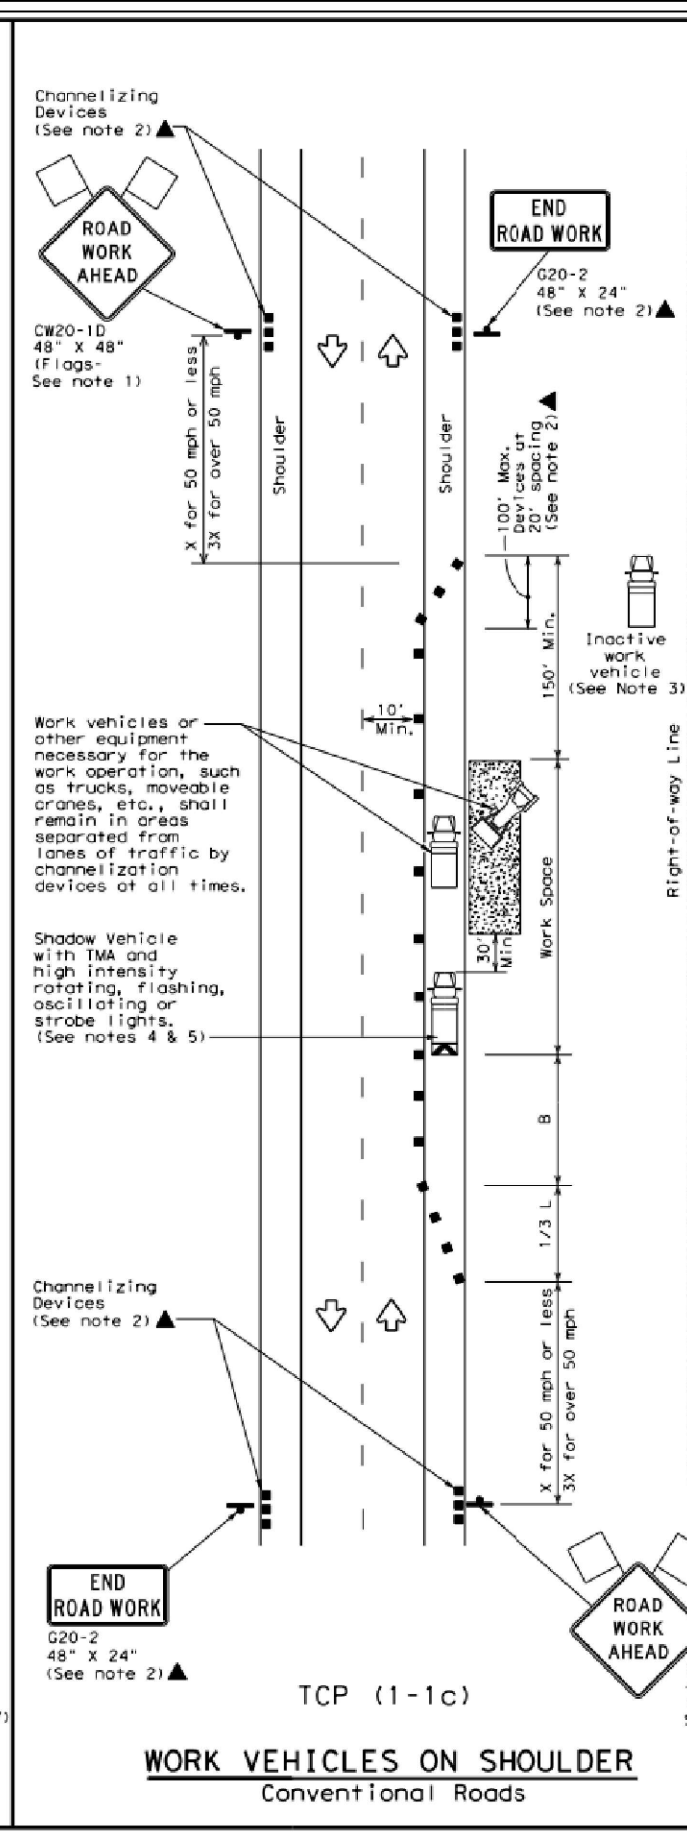 Channelizing
Devices
(See note 2)▲
ROAD
WORK
AHEAD
CW20-1D
48" X 48"
(Flags-
See note 1)
END
ROAD WORK
G20-2
48" X 24"
(See note 2)▲
X for 50 mph or less
3X for over 50 mph
Shoulder
Shoulder
100' Max.
Devices at
20' spacing
(See note 2)▲
150' Min.
Inactive
work
vehicle
(See Note 3)
10'
Min.
Work vehicles or
other equipment
necessary for the
work operation, such
as trucks, moveable
cranes, etc., shall
remain in areas
separated from
lanes of traffic by
channelization
devices at all times.
Right-of-way Line
Work Space
30'
Min
Shadow Vehicle
with TMA and
high intensity
rotating, flashing,
oscillating or
strobe lights.
(See notes 4 & 5)
B
1/3 L
Channelizing
Devices
(See note 2)▲
X for 50 mph or less
3X for over 50 mph
END
ROAD WORK
G20-2
48" X 24"
(See note 2)▲
ROAD
WORK
AHEAD
TCP (1-1c)
WORK VEHICLES ON SHOULDER
Conventional Roads